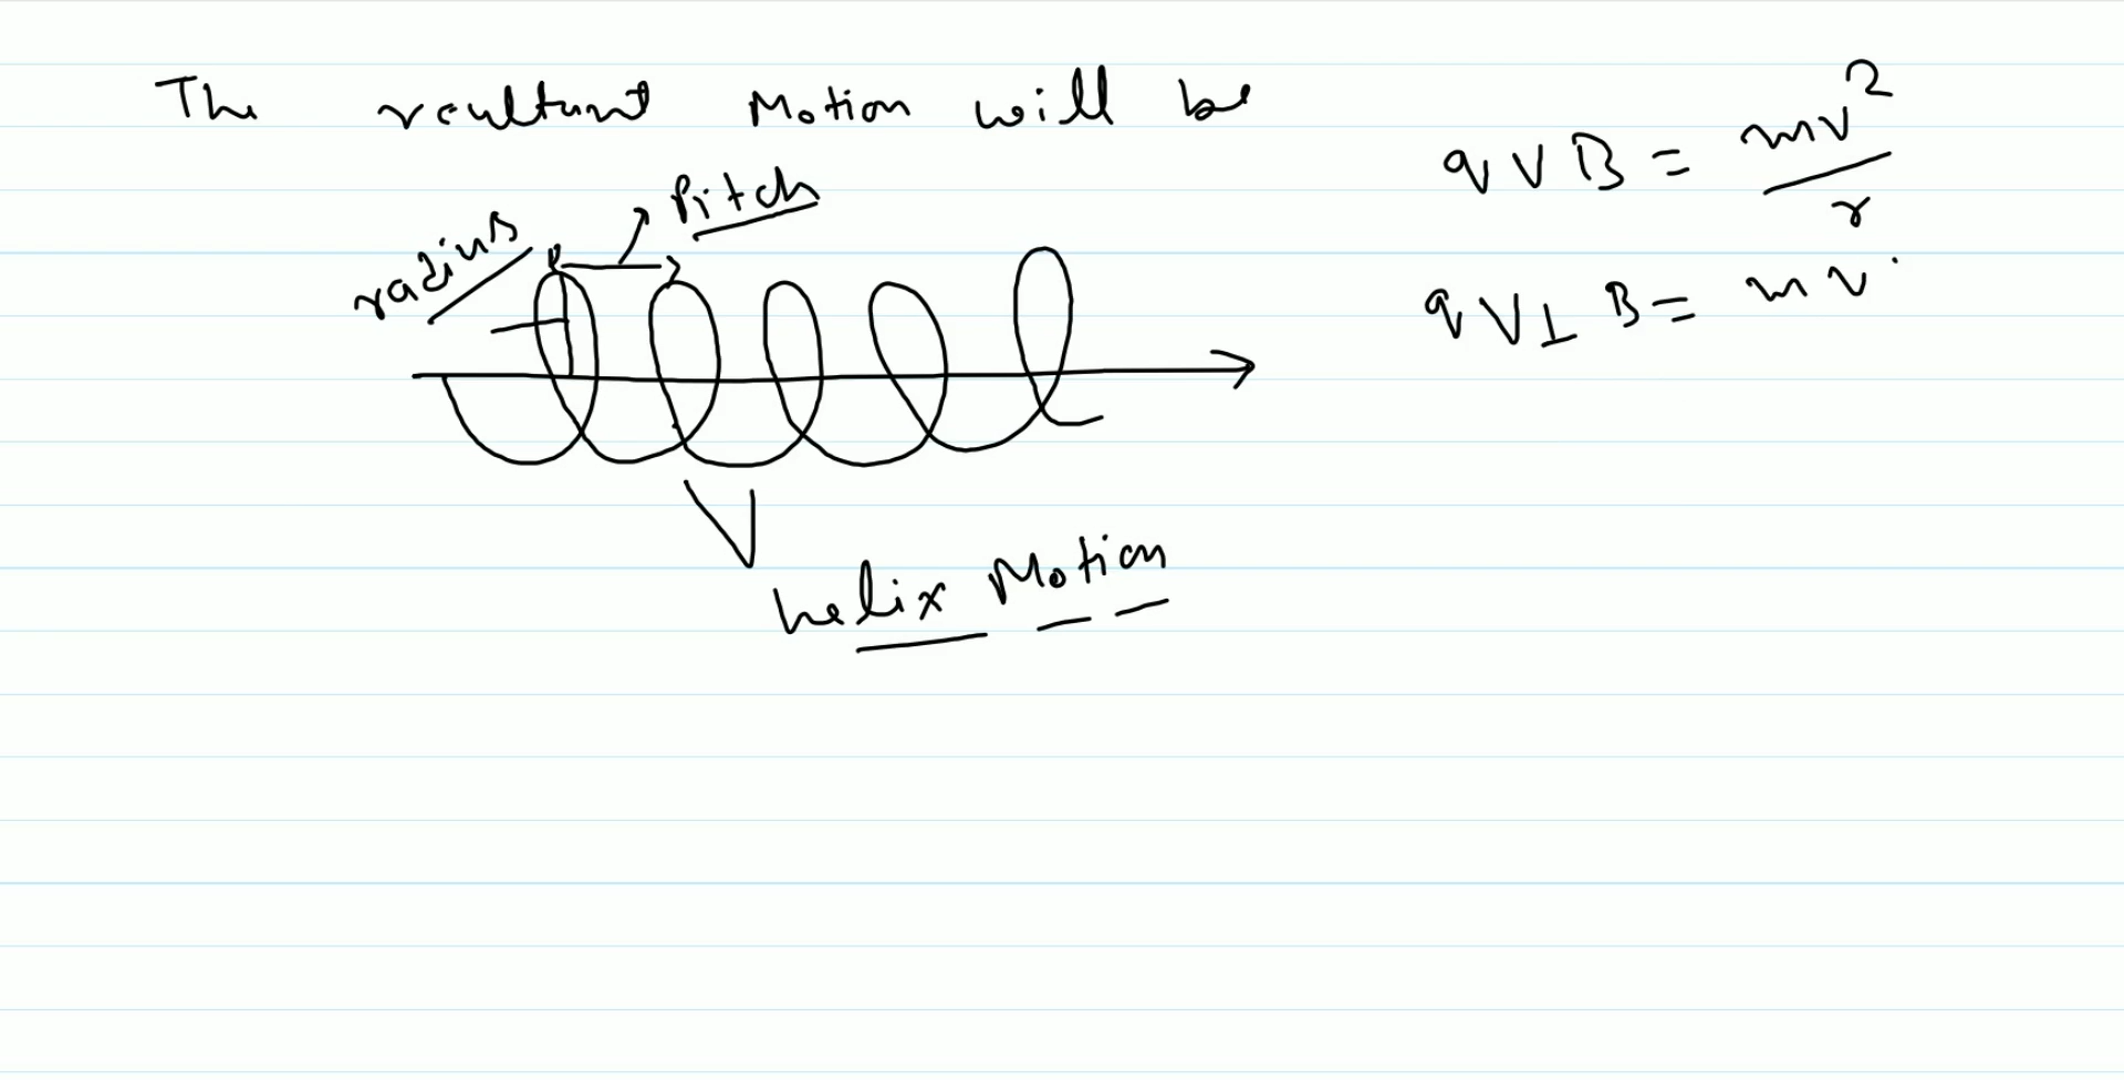 The resultant Motion will be
Pitch
radius
qVB = mv²/r
qV⊥ B = mv
helix Motion